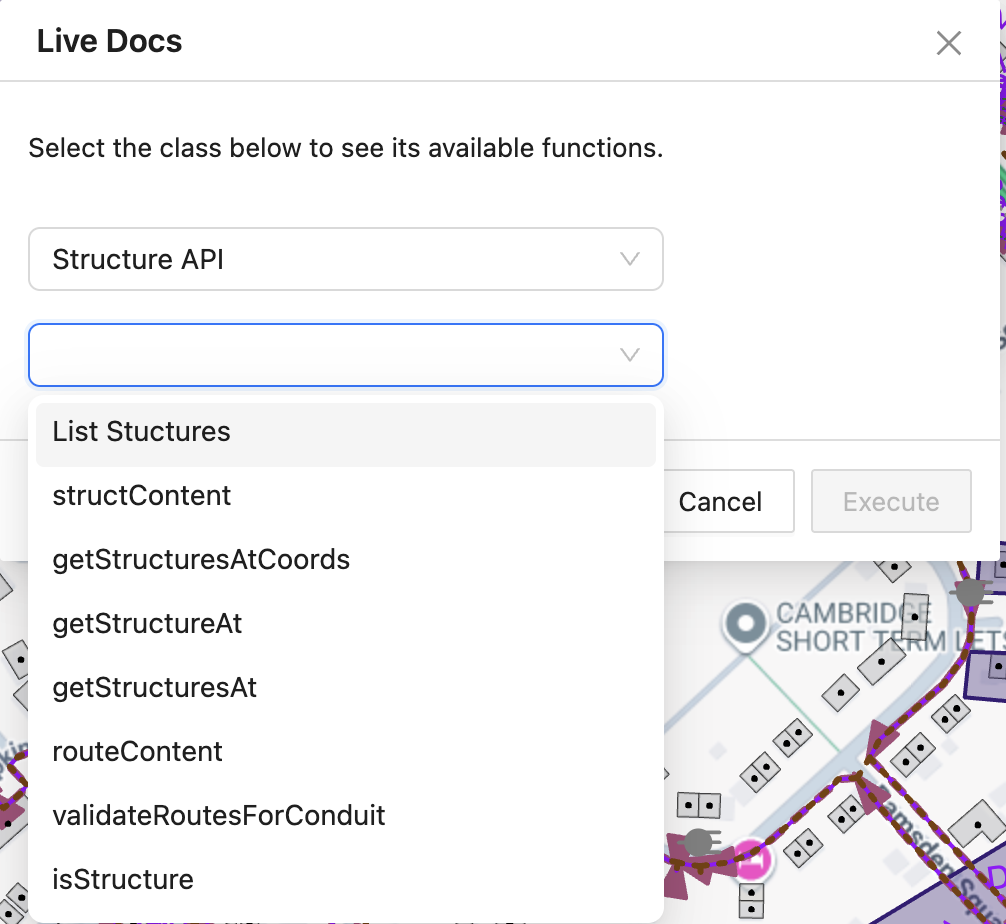 Live Docs
Select the class below to see its available functions.
Structure API
List Stuctures
structContent
getStructuresAtCoords
getStructureAt
getStructuresAt
routeContent
validateRoutesForConduit
isStructure
Cancel
Execute
CAMBRIDGE
SHORT TERM LETS